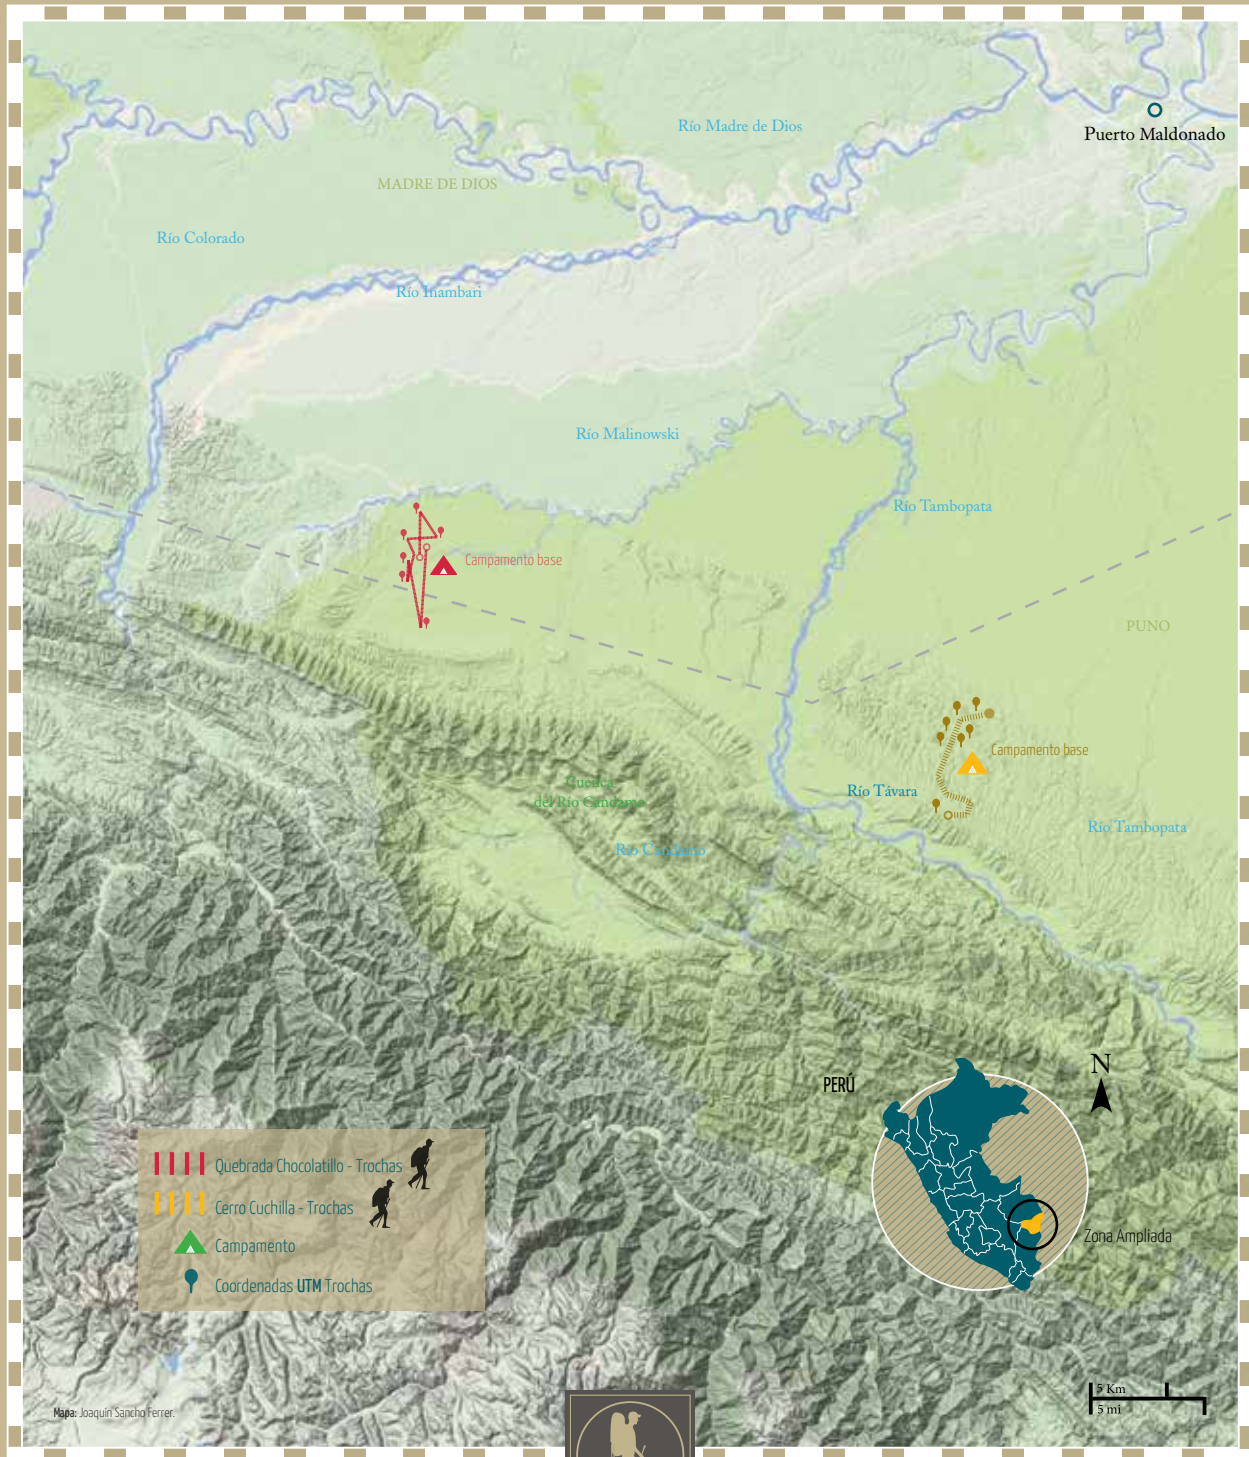 Río Madre de Dios
Puerto Maldonado
MADRE DE DIOS
Río Colorado
Río Inambari
Río Malinowski
Río Tambopata
Campamento base
PUNO
Campamento base
Cuenca
del Río Candamo
Río Távara
Río Tambopata
Río Candamo
N
PERÚ
Quebrada Chocolatillo - Trochas
Cerro Cuchilla - Trochas
Campamento
Coordenadas UTM Trochas
Zona Ampliada
5 Km
5 mi
Mapa: Joaquín Sancho Ferrer.